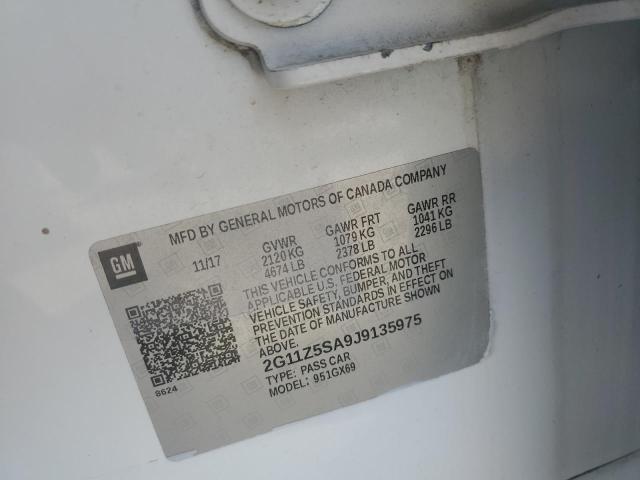 MFD BY GENERAL MOTORS OF CANADA COMPANY
GM
11/17 GVWR GAWR FRT GAWR RR
2120 KG 1079 KG 1041 KG
4674 LB 2378 LB 2296 LB
THIS VEHICLE CONFORMS TO ALL
APPLICABLE U.S. FEDERAL MOTOR
VEHICLE SAFETY, BUMPER, AND THEFT
PREVENTION STANDARDS IN EFFECT ON
THE DATE OF MANUFACTURE SHOWN
ABOVE.
2G11Z5SA9J9135975
TYPE: PASS CAR
MODEL: 951GX69
8624